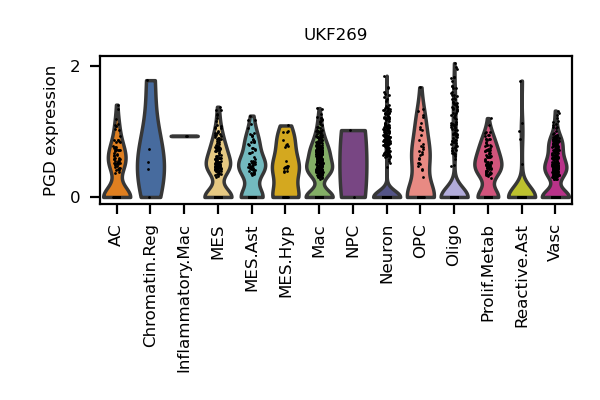 UKF269
PGD expression
2
0
AC
Chromatin.Reg
Inflammatory.Mac
MES
MES.Ast
MES.Hyp
Mac
NPC
Neuron
OPC
Oligo
Prolif.Metab
Reactive.Ast
Vasc